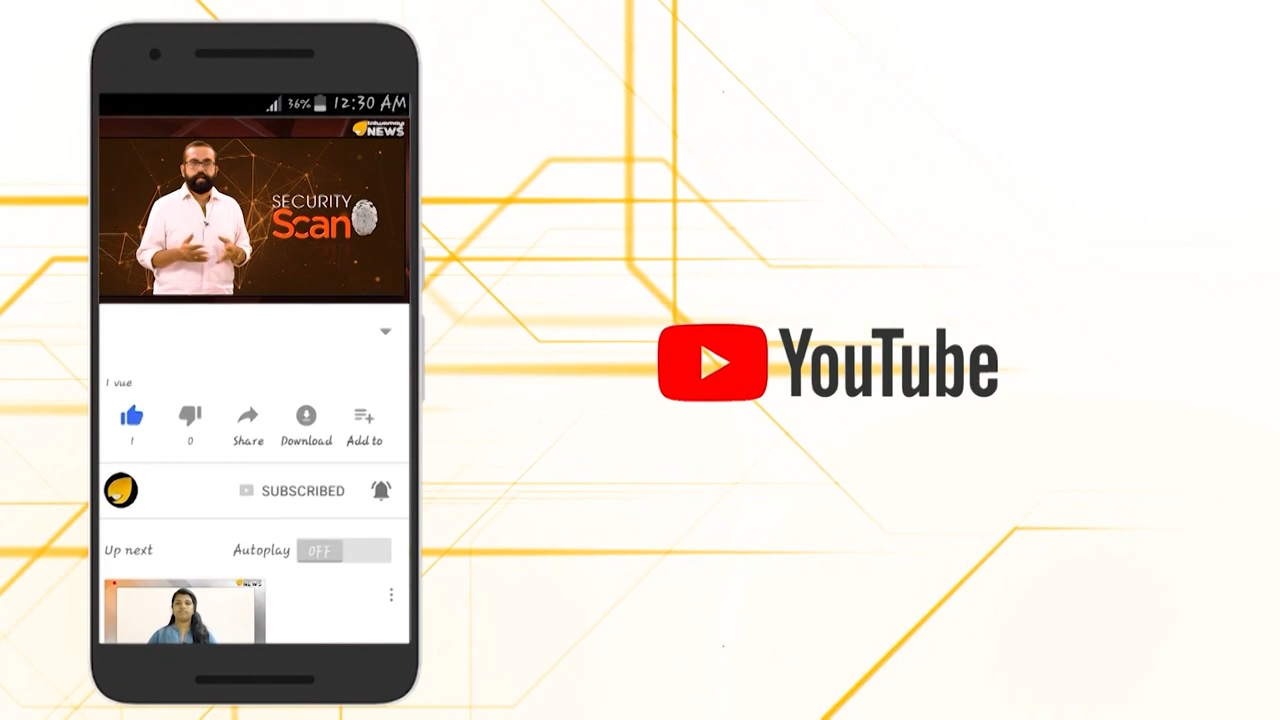 36% 12:30 AM
NEWS
SECURITY
Scan
1 vue
1
0
Share
Download
Add to
SUBSCRIBED
Up next
Autoplay
OFF
NEWS
YouTube